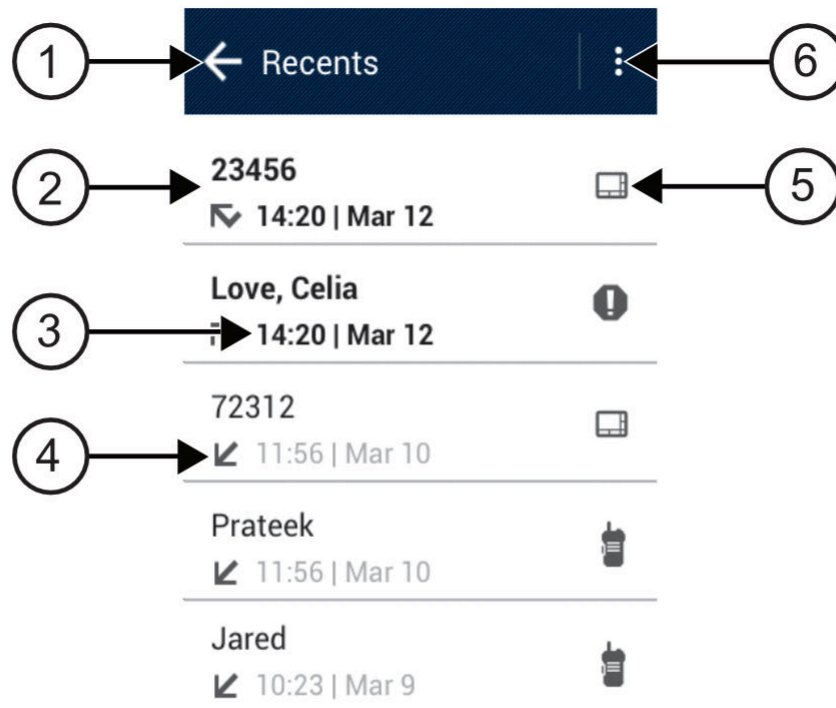 1
Recents
6
2
23456
14:20 | Mar 12
5
Love, Celia
3
14:20 | Mar 12
72312
4
11:56 | Mar 10
Prateek
11:56 | Mar 10
Jared
10:23 | Mar 9